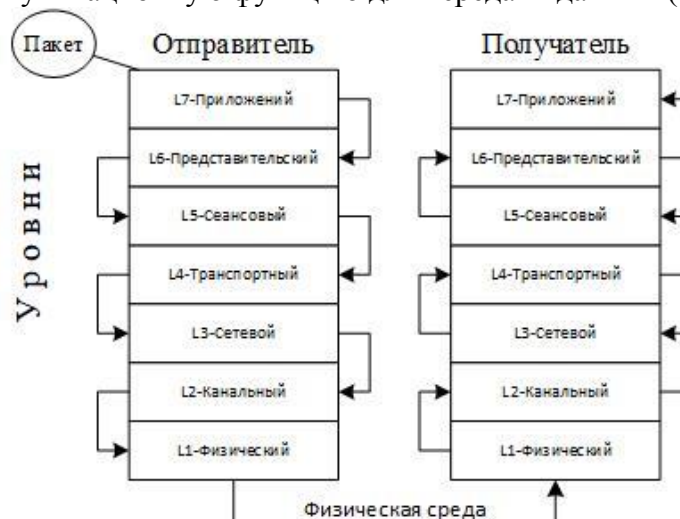 Пакет
Отправитель
Получатель
Уровни
L7-Приложений
L6-Представительский
L5-Сеансовый
L4-Транспортный
L3-Сетевой
L2-Канальный
L1-Физический
L7-Приложений
L6-Представительский
L5-Сеансовый
L4-Транспортный
L3-Сетевой
L2-Канальный
L1-Физический
Физическая среда